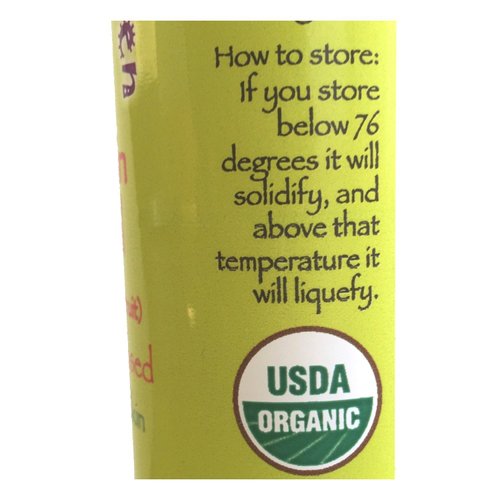 How to store:
If you store
below 76
degrees it will
solidify, and
above that
temperature it
will liquefy.
USDA
ORGANIC